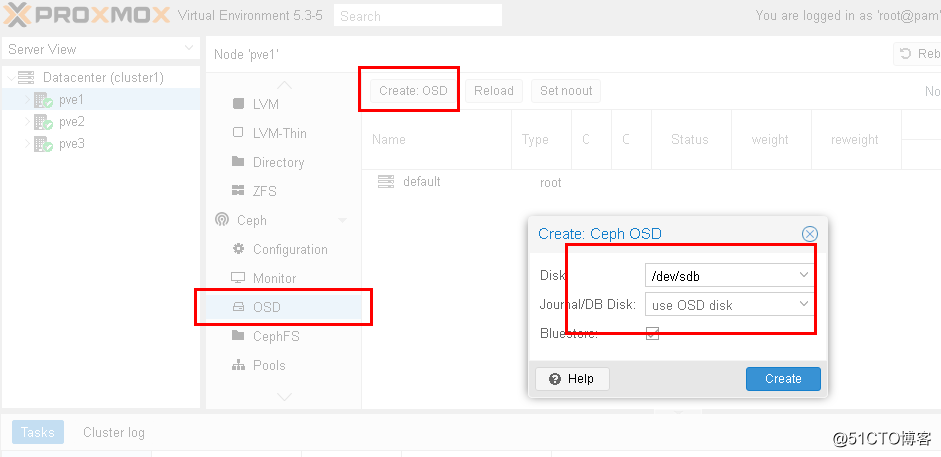 PROXMOX Virtual Environment 5.3-5 Search You are logged in as 'root@pam'
Server View
Datacenter (cluster1)
pve1
pve2
pve3
Node 'pve1'
Reb
LVM
LVM-Thin
Directory
ZFS
Ceph
Configuration
Monitor
OSD
CephFS
Pools
Create: OSD Reload Set noout No
Name Type C C Status weight reweight
default root
Create: Ceph OSD
Disk /dev/sdb
Journal/DB Disk: use OSD disk
Bluestore:
Help Create
Tasks Cluster log
@51CTO博客